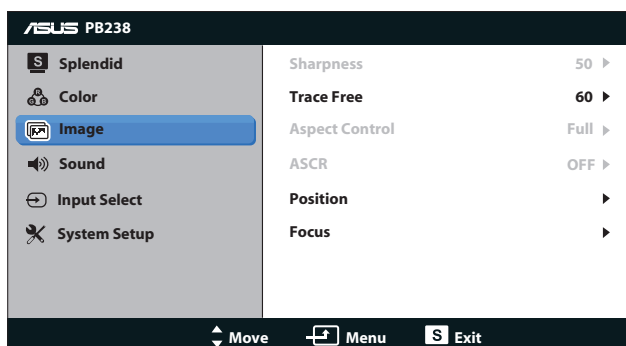 ASUS PB238
S Splendid
R G B Color
Image
Sound
Input Select
System Setup
Sharpness 50
Trace Free 60
Aspect Control Full
ASCR OFF
Position
Focus
Move Menu S Exit